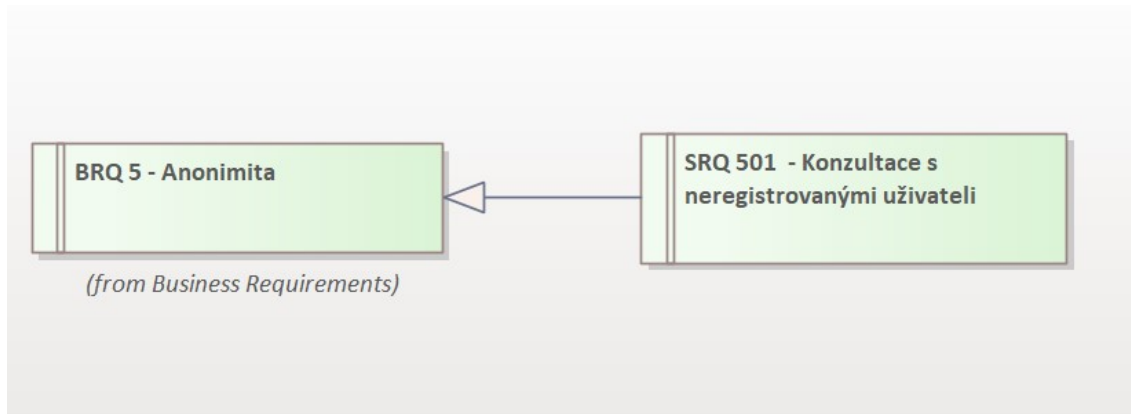 BRQ 5 - Anonimita
(from Business Requirements)
SRQ 501  - Konzultace s
neregistrovanými uživateli